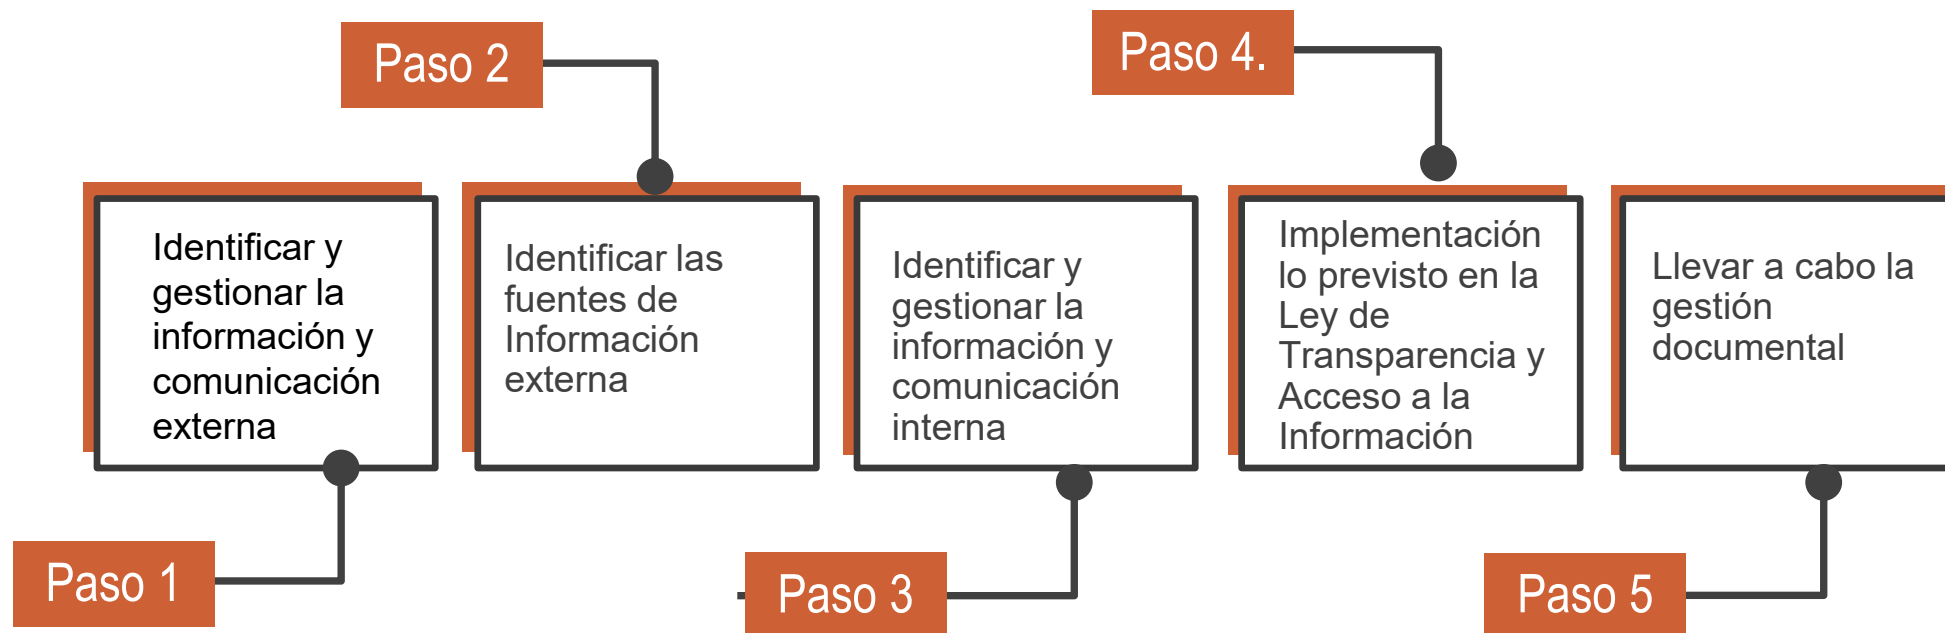 Paso 1
Identificar y
gestionar la
información y
comunicación
externa
Paso 2
Identificar las
fuentes de
Información
externa
Paso 3
Identificar y
gestionar la
información y
comunicación
interna
Paso 4.
Implementación
lo previsto en la
Ley de
Transparencia y
Acceso a la
Información
Paso 5
Llevar a cabo la
gestión
documental